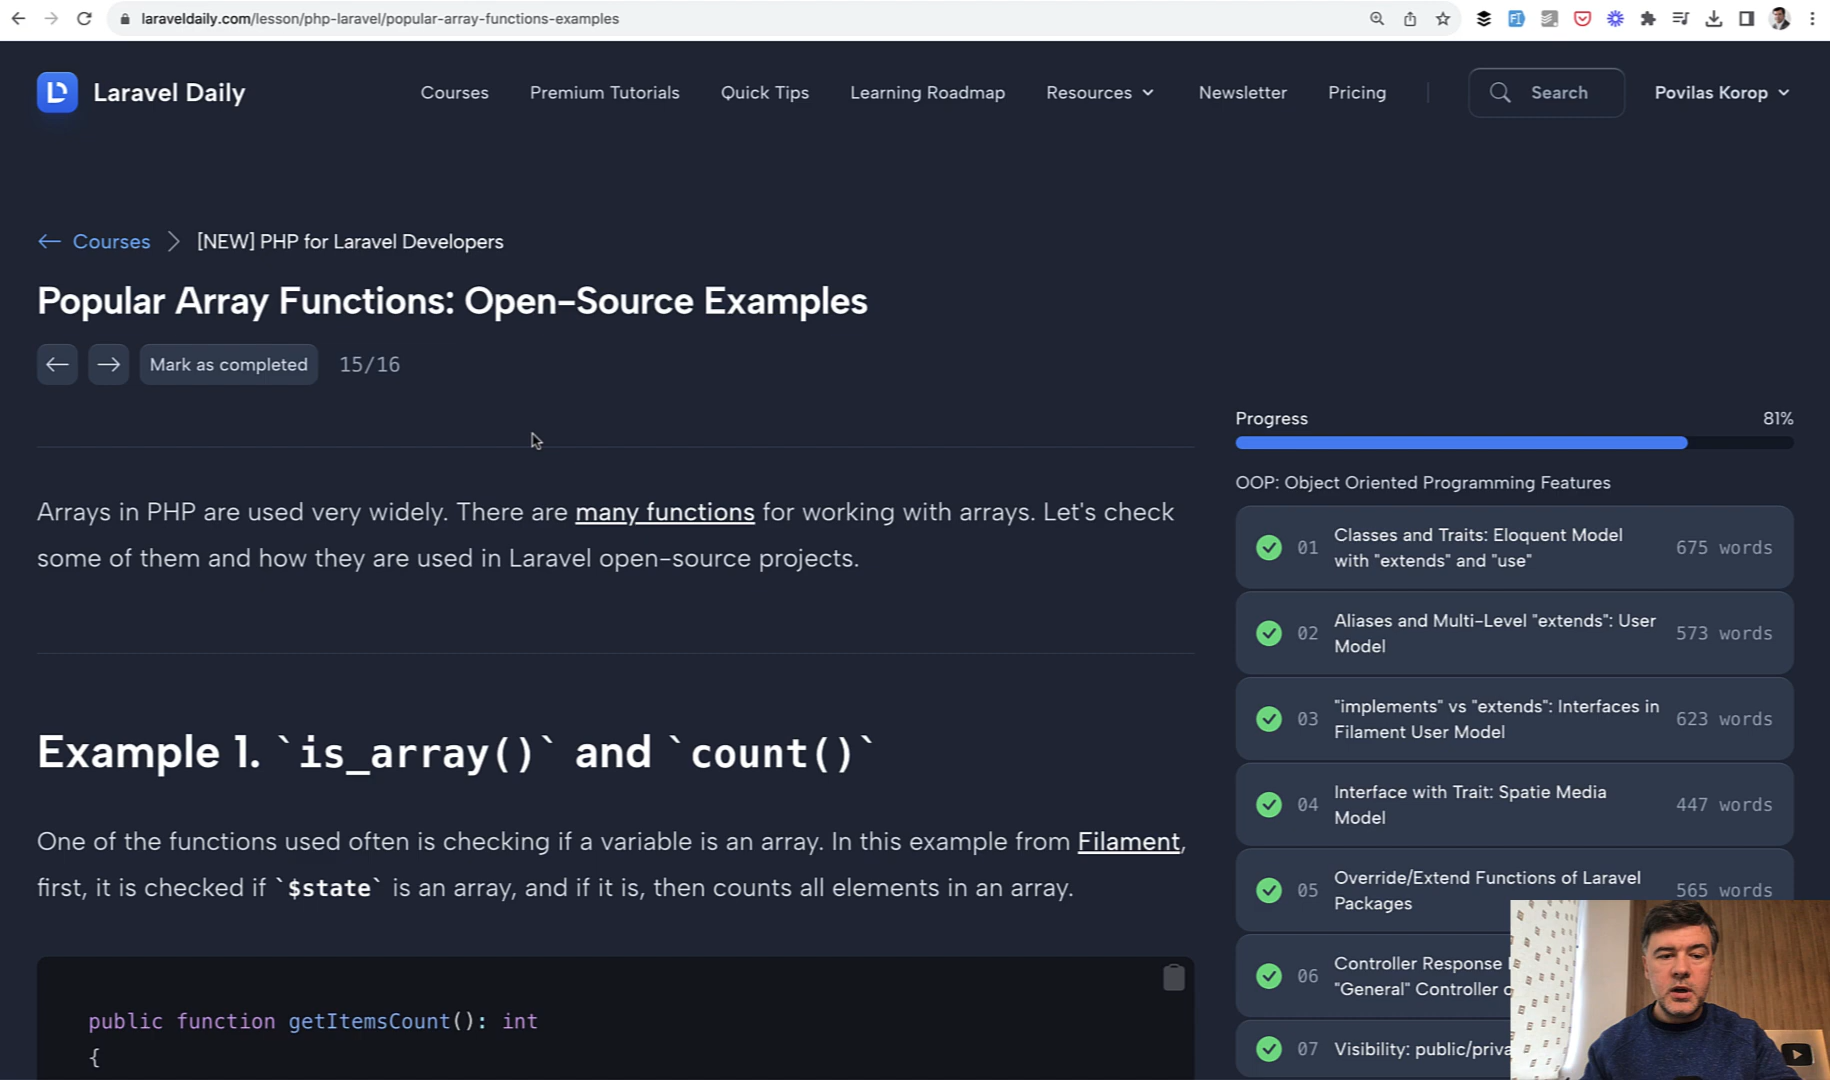 laraveldaily.com/lesson/php-laravel/popular-array-functions-examples
Laravel Daily
Courses
Premium Tutorials
Quick Tips
Learning Roadmap
Resources
Newsletter
Pricing
Search
Povilas Korop
Courses
[NEW] PHP for Laravel Developers
Popular Array Functions: Open-Source Examples
Mark as completed
15/16
Arrays in PHP are used very widely. There are many functions for working with arrays. Let's check
some of them and how they are used in Laravel open-source projects.
Example 1. `is_array()` and `count()`
One of the functions used often is checking if a variable is an array. In this example from Filament,
first, it is checked if `$state` is an array, and if it is, then counts all elements in an array.
public function getItemsCount(): int
{
Progress
81%
OOP: Object Oriented Programming Features
01
Classes and Traits: Eloquent Model
with "extends" and "use"
675 words
02
Aliases and Multi-Level "extends": User
Model
573 words
03
"implements" vs "extends": Interfaces in
Filament User Model
623 words
04
Interface with Trait: Spatie Media
Model
447 words
05
Override/Extend Functions of Laravel
Packages
565 words
06
Controller Response
"General" Controller
07
Visibility: public/priva